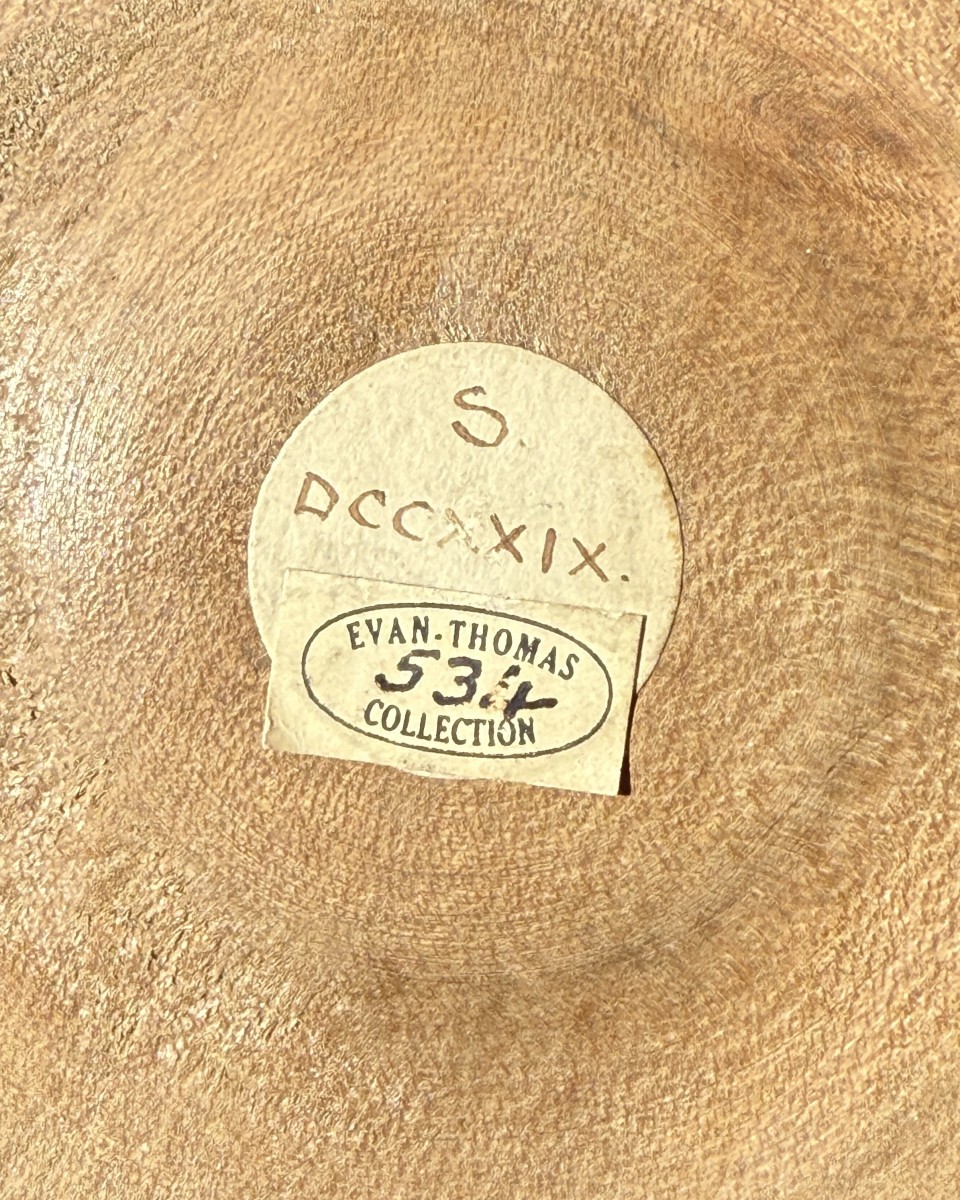 S.
DCCXXIX.
EVAN-THOMAS
534
COLLECTION